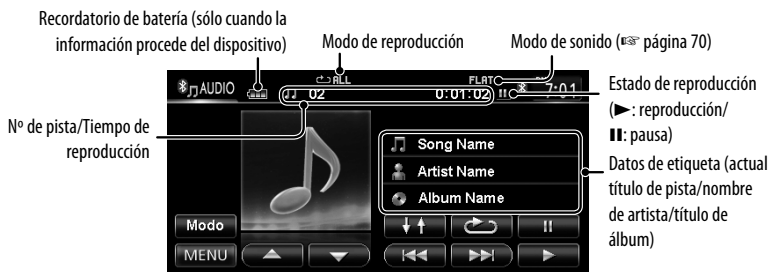 Recordatorio de batería (sólo cuando la
información procede del dispositivo)
Modo de reproducción
Modo de sonido (☞ página 70)
Nº de pista/Tiempo de
reproducción
AUDIO
ALL
FLAT
02
0:01:02
7:01
Song Name
Artist Name
Album Name
Modo
MENU
Estado de reproducción
(►: reproducción/
II: pausa)
Datos de etiqueta (actual
título de pista/nombre
de artista/título de
álbum)